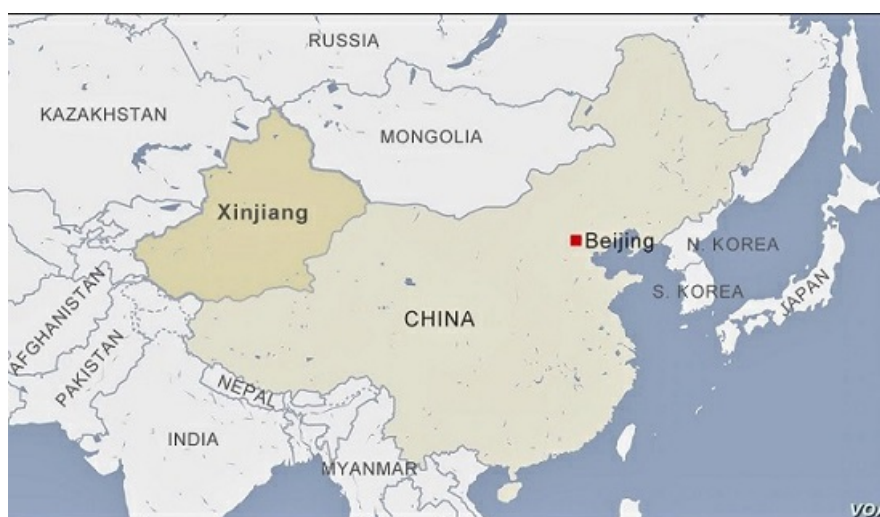 RUSSIA
KAZAKHSTAN
MONGOLIA
Xinjiang
Beijing
N. KOREA
S. KOREA
JAPAN
CHINA
AFGHANISTAN
PAKISTAN
NEPAL
INDIA
MYANMAR
VOA